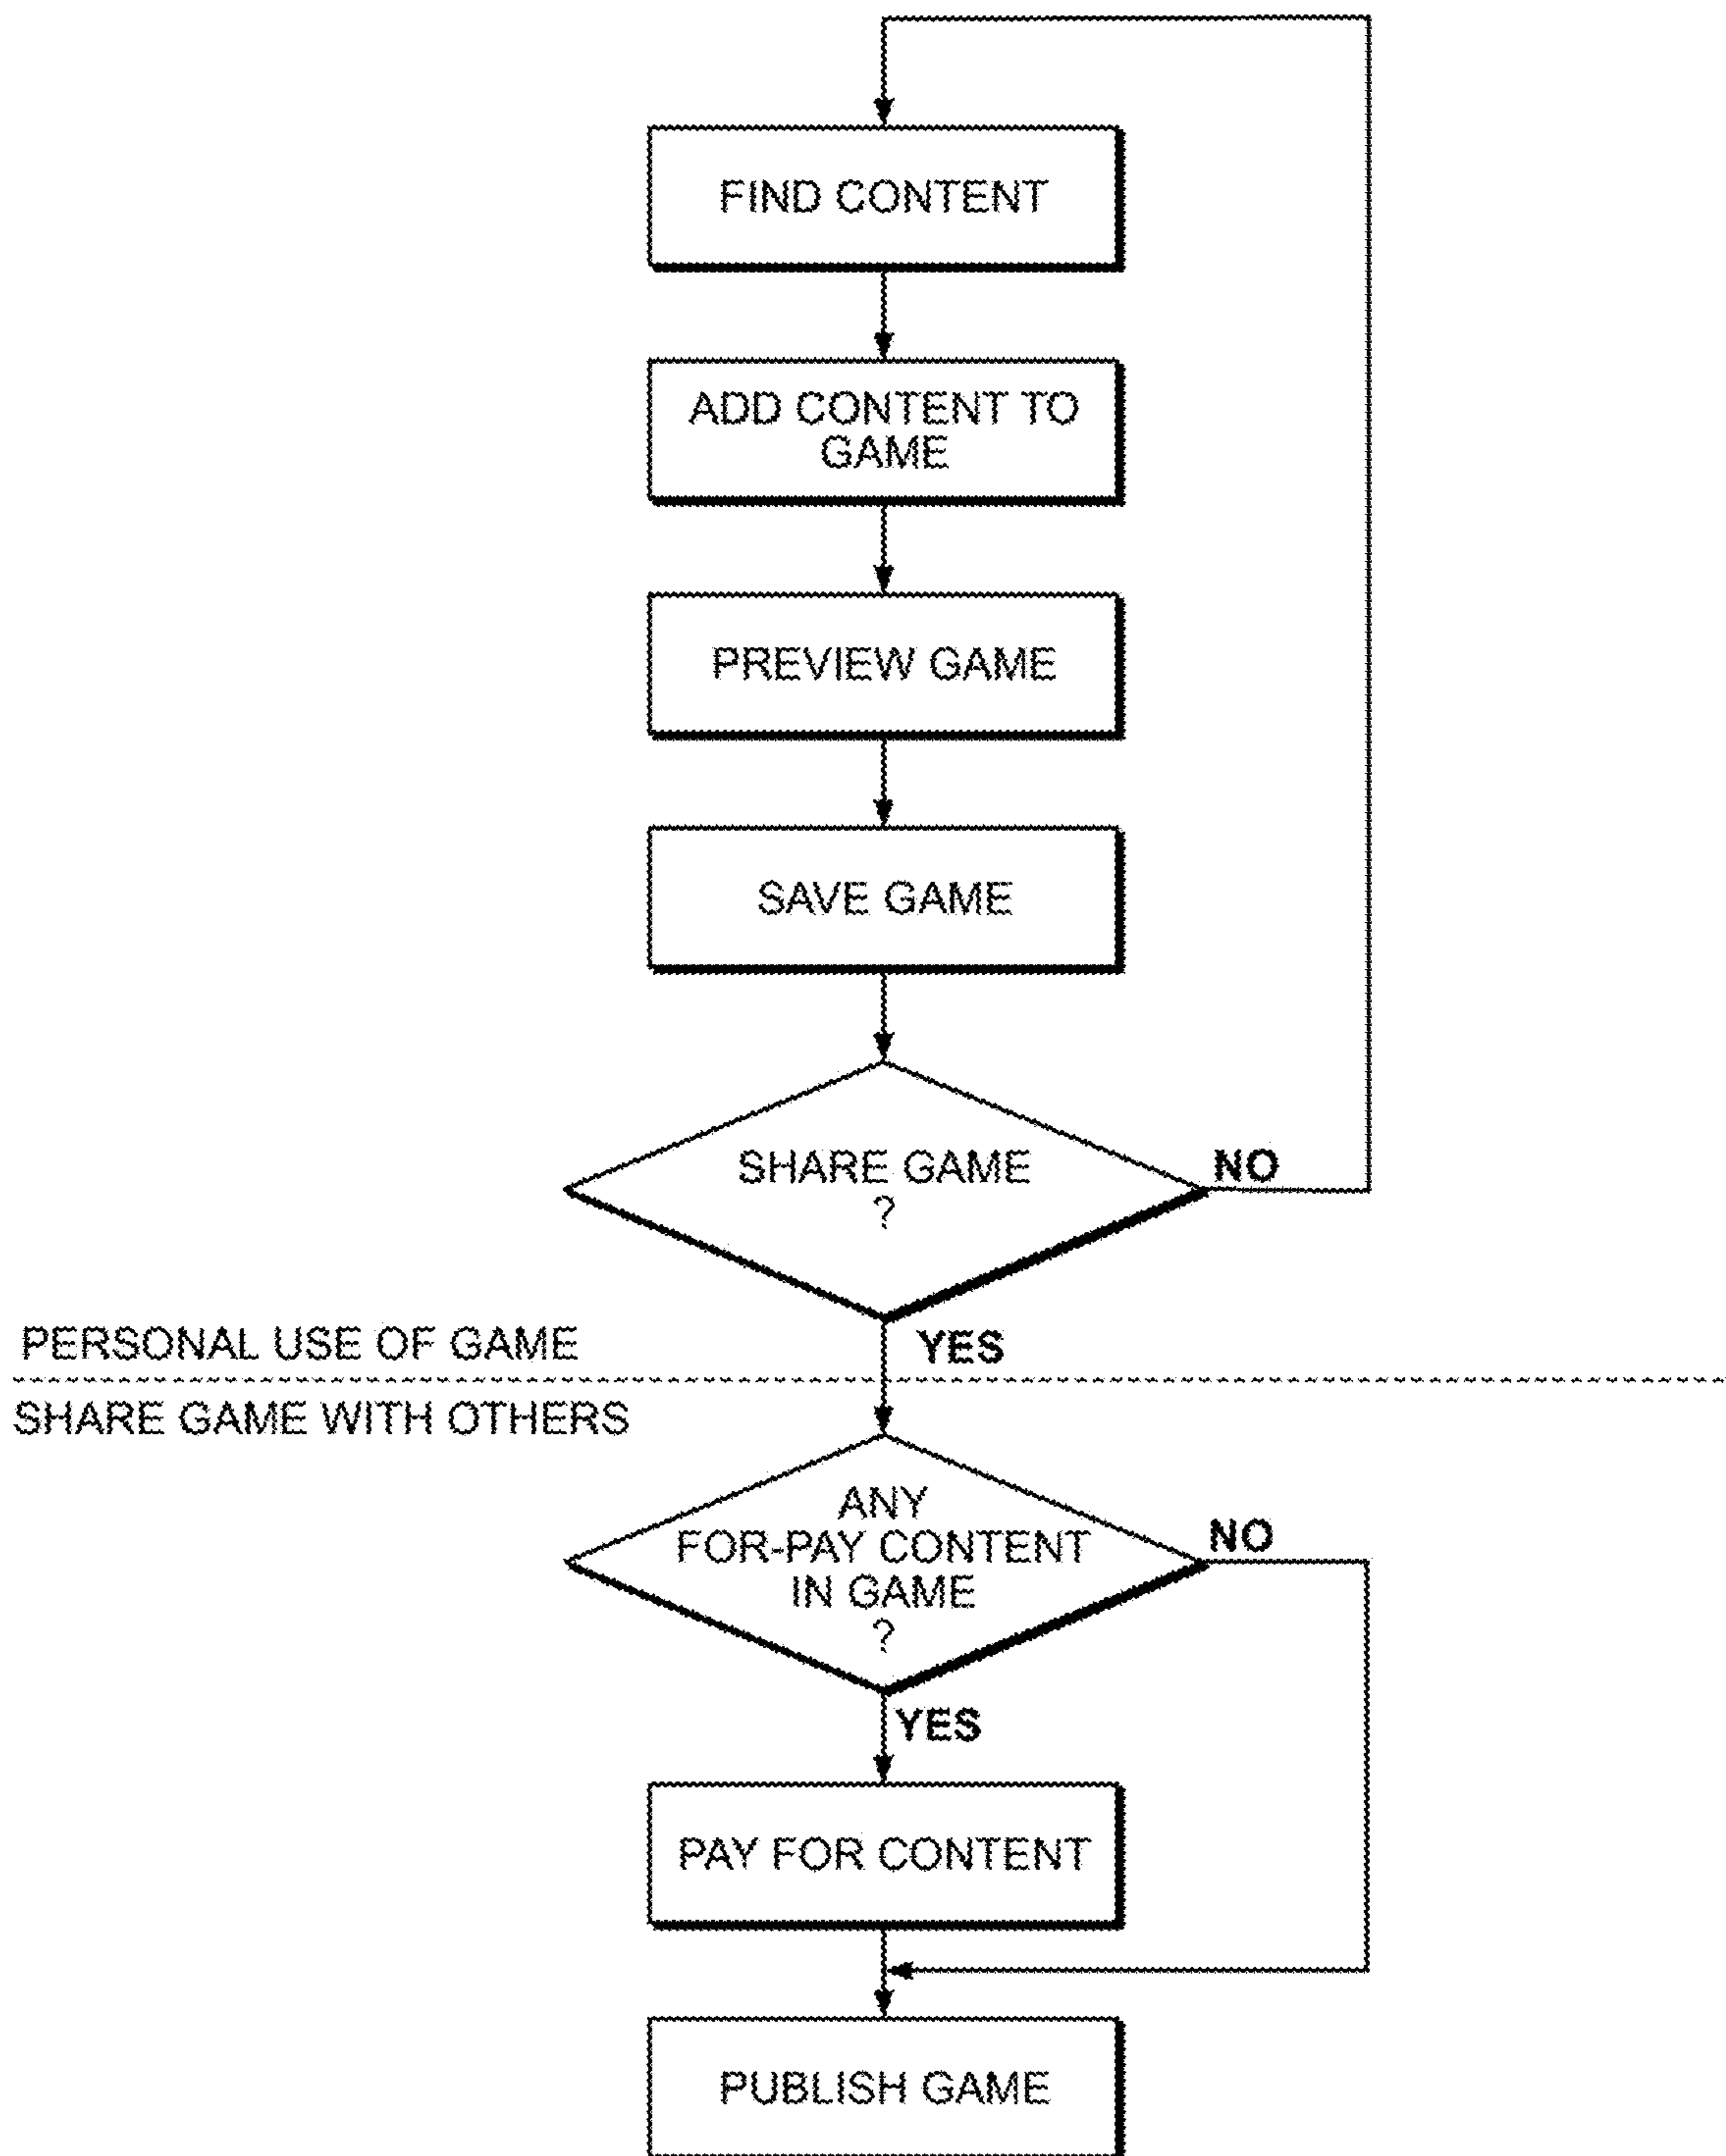 FIND CONTENT
ADD CONTENT TO
GAME
PREVIEW GAME
SAVE GAME
SHARE GAME
?
NO
YES
PERSONAL USE OF GAME
SHARE GAME WITH OTHERS
ANY
FOR-PAY CONTENT
IN GAME
?
NO
YES
PAY FOR CONTENT
PUBLISH GAME